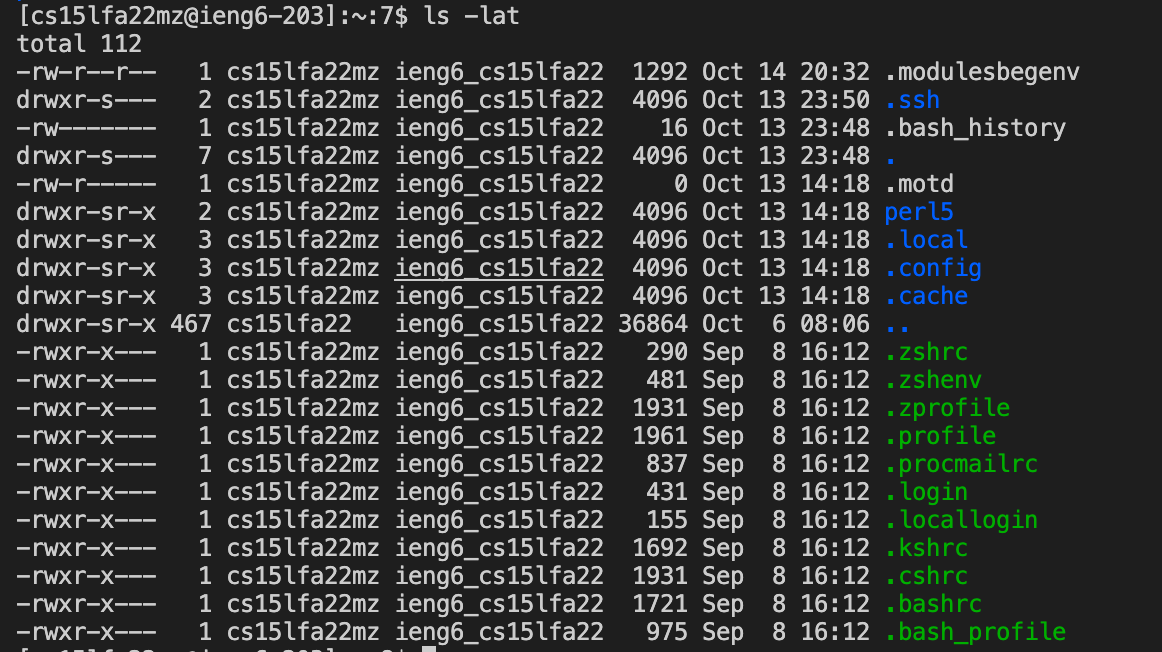 [cs15lfa22mz@ieng6-203]:~:7$ ls -lat
total 112
-rw-r--r--   1 cs15lfa22mz ieng6_cs15lfa22  1292 Oct 14 20:32 .modulesbegenv
drwxr-s---   2 cs15lfa22mz ieng6_cs15lfa22  4096 Oct 13 23:50 .ssh
-rw-------   1 cs15lfa22mz ieng6_cs15lfa22    16 Oct 13 23:48 .bash_history
drwxr-s---   7 cs15lfa22mz ieng6_cs15lfa22  4096 Oct 13 23:48 .
-rw-r-----   1 cs15lfa22mz ieng6_cs15lfa22     0 Oct 13 14:18 .motd
drwxr-sr-x   2 cs15lfa22mz ieng6_cs15lfa22  4096 Oct 13 14:18 perl5
drwxr-sr-x   3 cs15lfa22mz ieng6_cs15lfa22  4096 Oct 13 14:18 .local
drwxr-sr-x   3 cs15lfa22mz ieng6_cs15lfa22  4096 Oct 13 14:18 .config
drwxr-sr-x   3 cs15lfa22mz ieng6_cs15lfa22  4096 Oct 13 14:18 .cache
drwxr-sr-x 467 cs15lfa22   ieng6_cs15lfa22 36864 Oct  6 08:06 ..
-rwxr-x---   1 cs15lfa22mz ieng6_cs15lfa22   290 Sep  8 16:12 .zshrc
-rwxr-x---   1 cs15lfa22mz ieng6_cs15lfa22   481 Sep  8 16:12 .zshenv
-rwxr-x---   1 cs15lfa22mz ieng6_cs15lfa22  1931 Sep  8 16:12 .zprofile
-rwxr-x---   1 cs15lfa22mz ieng6_cs15lfa22  1961 Sep  8 16:12 .profile
-rwxr-x---   1 cs15lfa22mz ieng6_cs15lfa22   837 Sep  8 16:12 .procmailrc
-rwxr-x---   1 cs15lfa22mz ieng6_cs15lfa22   431 Sep  8 16:12 .login
-rwxr-x---   1 cs15lfa22mz ieng6_cs15lfa22   155 Sep  8 16:12 .locallogin
-rwxr-x---   1 cs15lfa22mz ieng6_cs15lfa22  1692 Sep  8 16:12 .kshrc
-rwxr-x---   1 cs15lfa22mz ieng6_cs15lfa22  1931 Sep  8 16:12 .cshrc
-rwxr-x---   1 cs15lfa22mz ieng6_cs15lfa22  1721 Sep  8 16:12 .bashrc
-rwxr-x---   1 cs15lfa22mz ieng6_cs15lfa22   975 Sep  8 16:12 .bash_profile